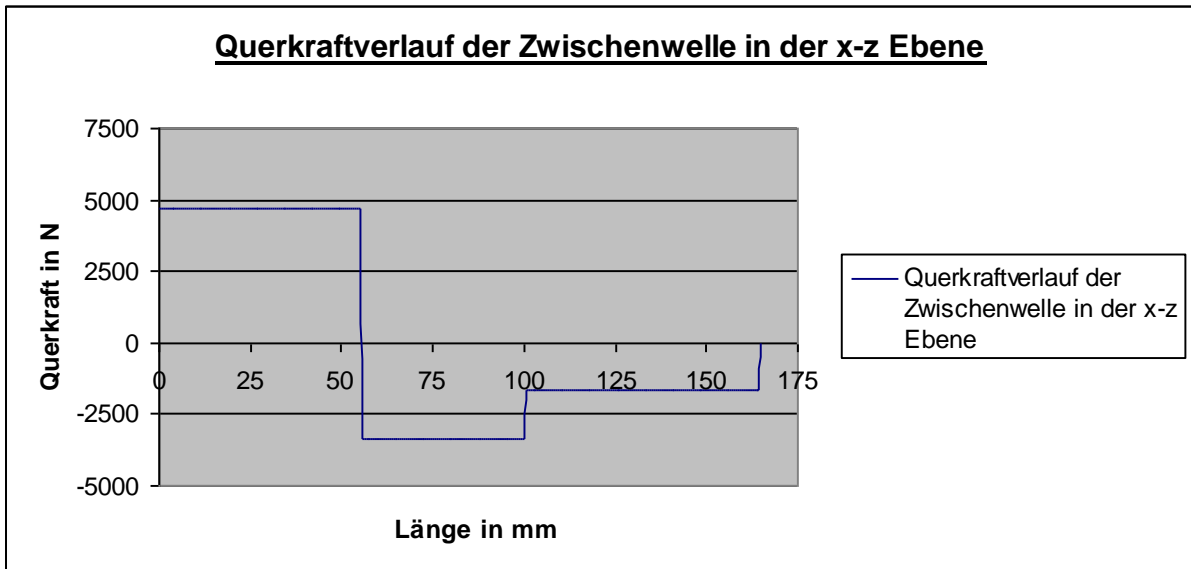 Querkraftverlauf der Zwischenwelle in der x-z Ebene
7500
5000
2500
0
-2500
-5000
0 25 50 75 100 125 150 175
Querkraft in N
Länge in mm
Querkraftverlauf der
Zwischenwelle in der x-z
Ebene